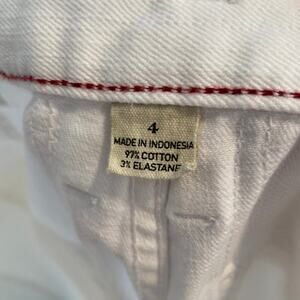 4
MADE IN INDONESIA
97% COTTON
3% ELASTANE